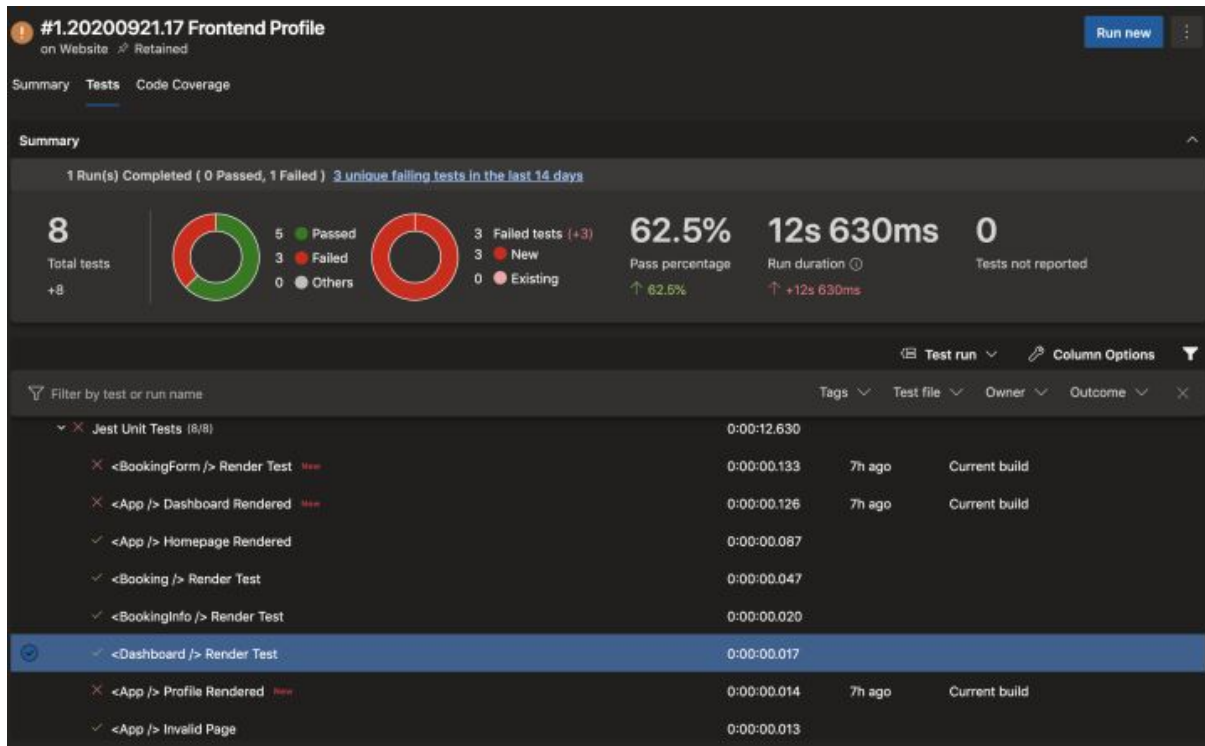 #1.20200921.17 Frontend Profile
on Website Retained
Run new
Summary Tests Code Coverage
Summary
1 Run(s) Completed ( 0 Passed, 1 Failed ) 3 unique failing tests in the last 14 days
8
Total tests
+8
5 Passed
3 Failed
0 Others
3 Failed tests (+3)
3 New
0 Existing
62.5%
Pass percentage
↑ 62.5%
12s 630ms
Run duration
↑ +12s 630ms
0
Tests not reported
Test run Column Options
Filter by test or run name Tags Test file Owner Outcome
Jest Unit Tests (8/8) 0:00:12.630
<BookingForm /> Render Test New 0:00:00.133 7h ago Current build
<App /> Dashboard Rendered New 0:00:00.126 7h ago Current build
<App /> Homepage Rendered 0:00:00.087
<Booking /> Render Test 0:00:00.047
<BookingInfo /> Render Test 0:00:00.020
<Dashboard /> Render Test 0:00:00.017
<App /> Profile Rendered New 0:00:00.014 7h ago Current build
<App /> Invalid Page 0:00:00.013